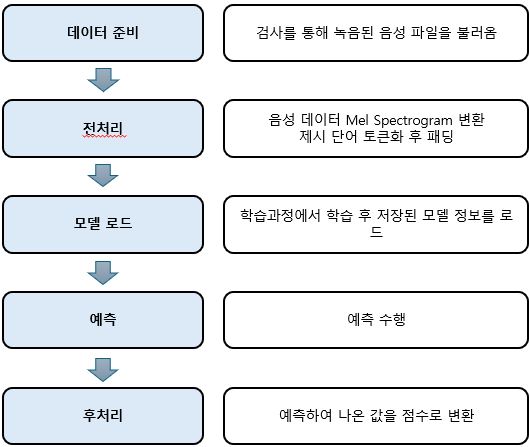 데이터 준비
검사를 통해 녹음된 음성 파일을 불러옴
전처리
음성 데이터 Mel Spectrogram 변환
제시 단어 토큰화 후 패딩
모델 로드
학습과정에서 학습 후 저장된 모델 정보를 로
드
예측
예측 수행
후처리
예측하여 나온 값을 점수로 변환